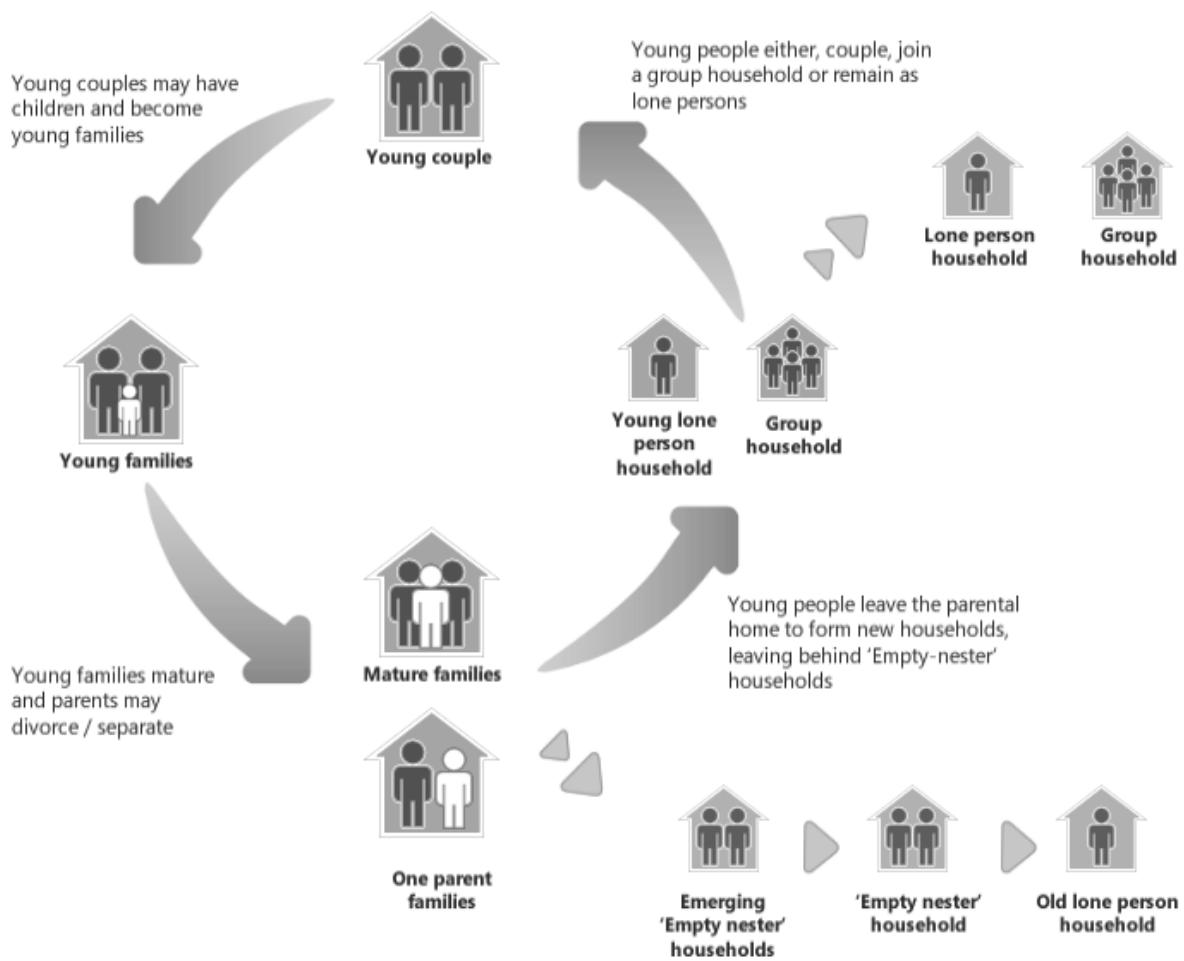 Young couples may have
children and become
young families
Young couple
Young people either, couple, join
a group household or remain as
lone persons
Lone person
household
Group
household
Young families
Young lone
person
household
Group
household
Young families mature
and parents may
divorce / separate
Mature families
One parent
families
Young people leave the parental
home to form new households,
leaving behind ‘Empty-nester’
households
Emerging
‘Empty nester’
households
‘Empty nester’
household
Old lone person
household